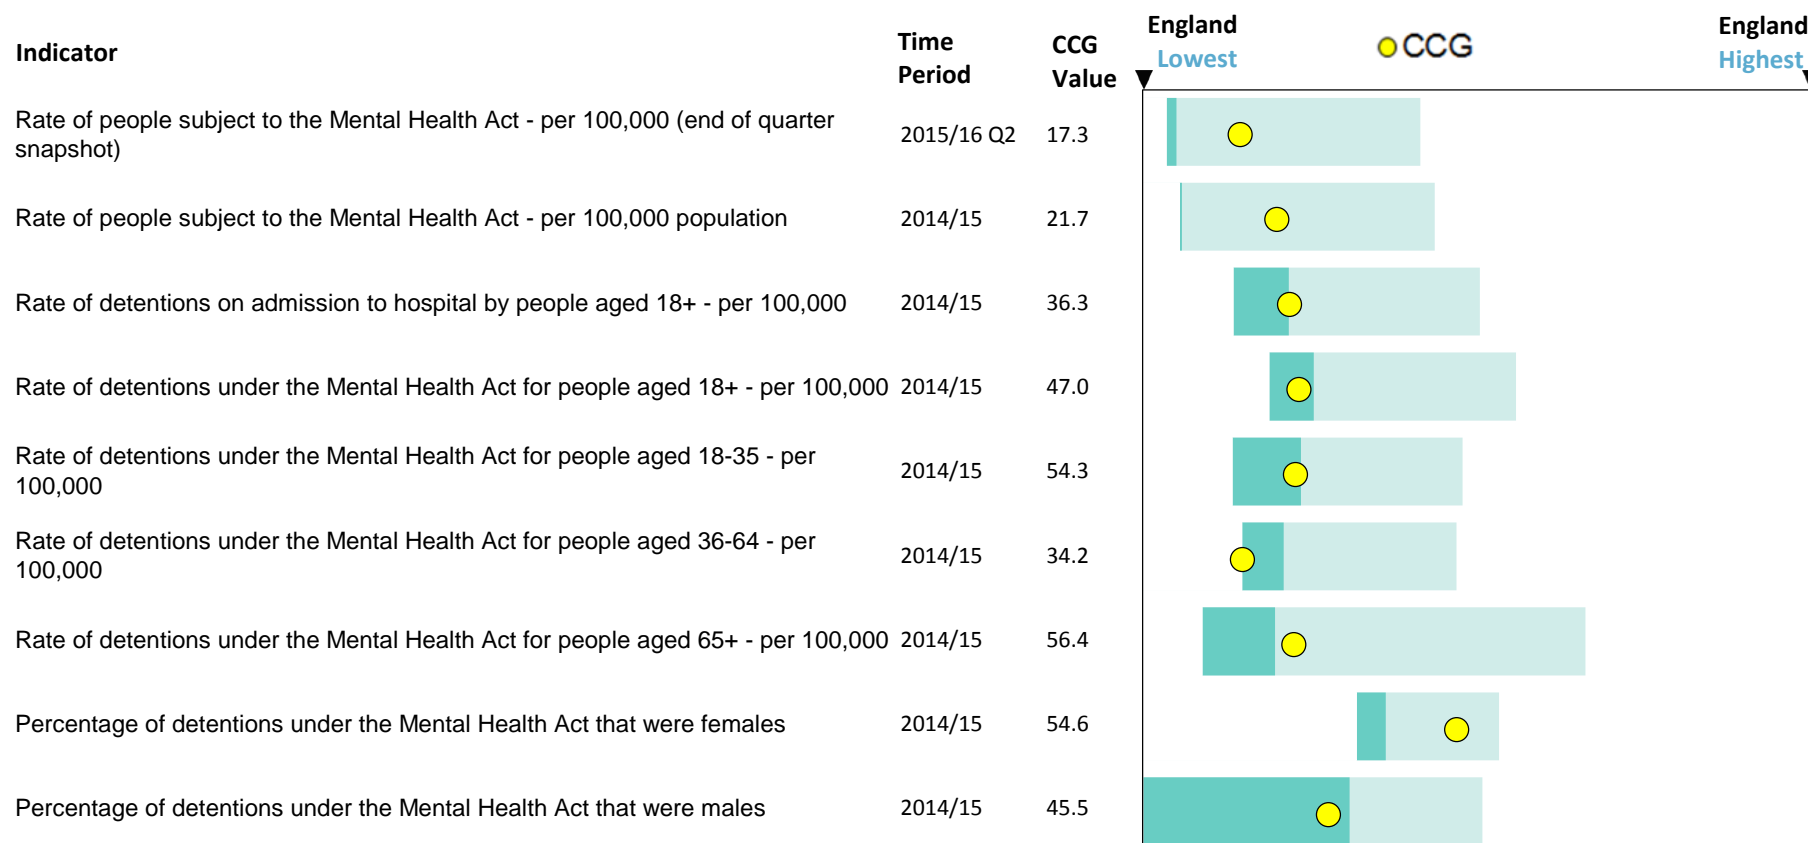 Indicator
Time
Period
CCG
Value
England
Lowest
CCG
England
Highest
Rate of people subject to the Mental Health Act - per 100,000 (end of quarter
snapshot)
2015/16 Q2
17.3
Rate of people subject to the Mental Health Act - per 100,000 population
2014/15
21.7
Rate of detentions on admission to hospital by people aged 18+ - per 100,000
2014/15
36.3
Rate of detentions under the Mental Health Act for people aged 18+ - per 100,000
2014/15
47.0
Rate of detentions under the Mental Health Act for people aged 18-35 - per
100,000
2014/15
54.3
Rate of detentions under the Mental Health Act for people aged 36-64 - per
100,000
2014/15
34.2
Rate of detentions under the Mental Health Act for people aged 65+ - per 100,000
2014/15
56.4
Percentage of detentions under the Mental Health Act that were females
2014/15
54.6
Percentage of detentions under the Mental Health Act that were males
2014/15
45.5